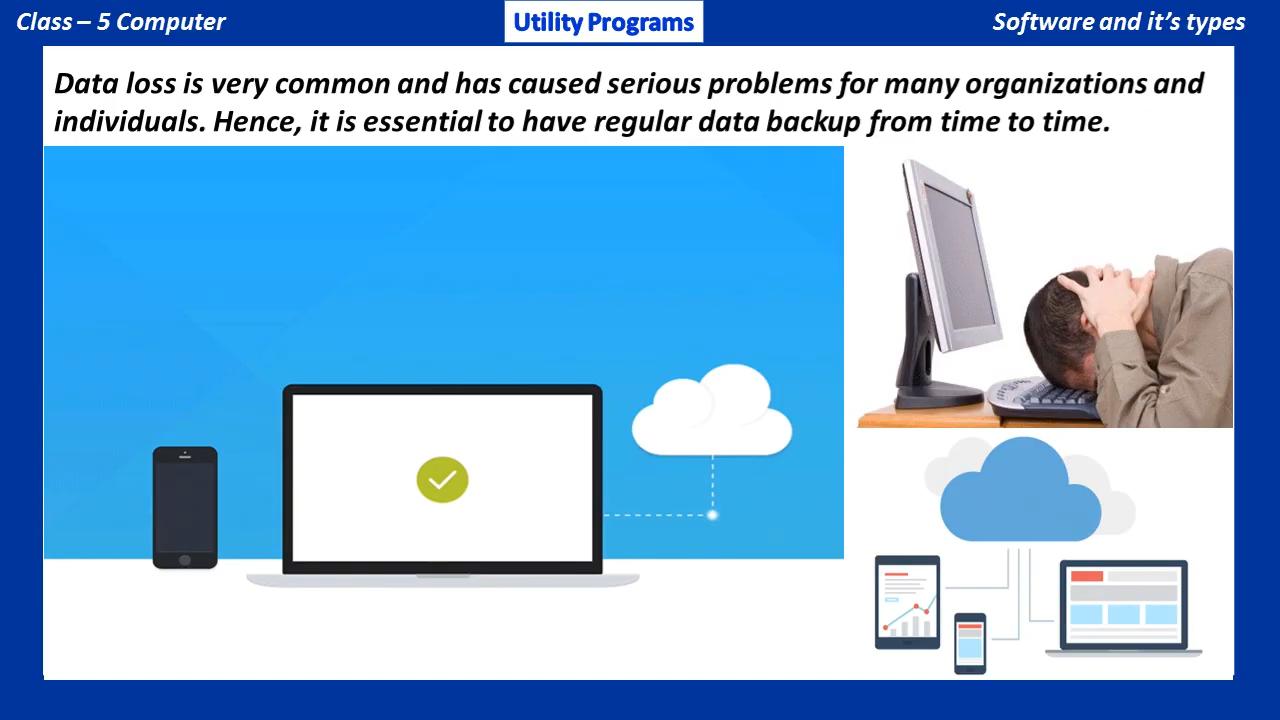 Class – 5 Computer
Utility Programs
Software and it’s types
Data loss is very common and has caused serious problems for many organizations and
individuals. Hence, it is essential to have regular data backup from time to time.